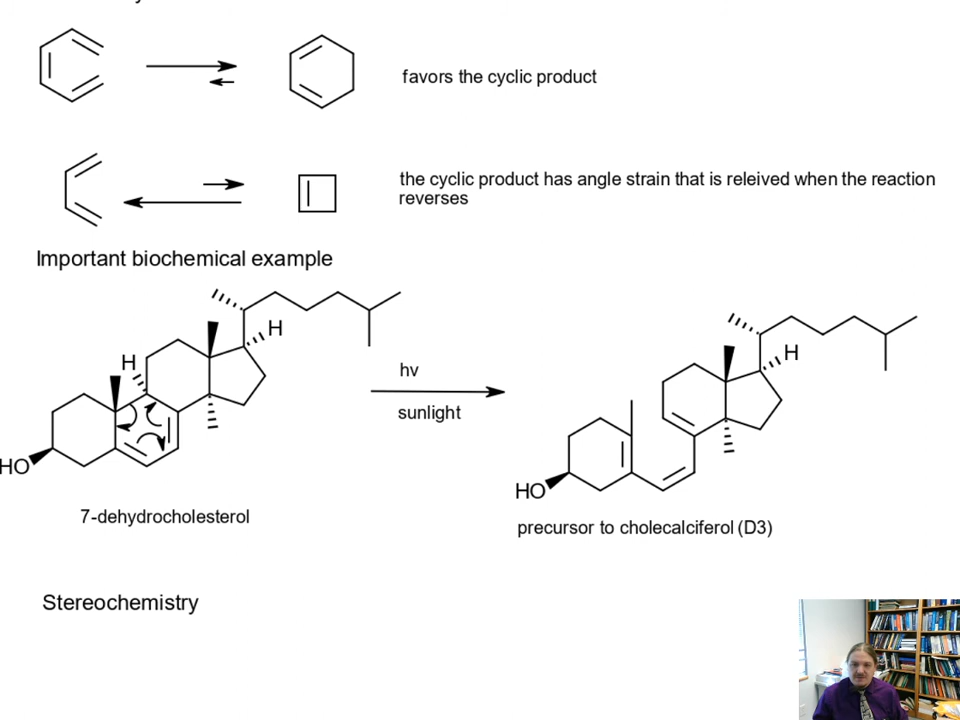 favors the cyclic product
the cyclic product has angle strain that is releived when the reaction
reverses
Important biochemical example
H
H
HO
hv
sunlight
H
HO
7-dehydrocholesterol
precursor to cholecalciferol (D3)
Stereochemistry